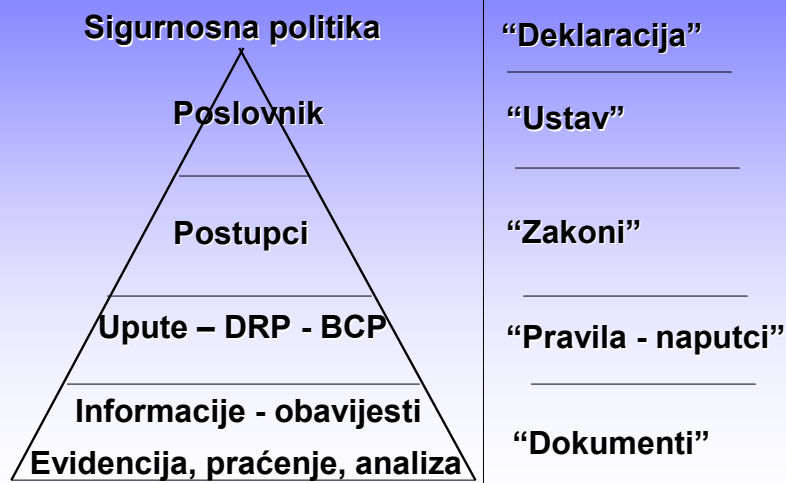 Sigurnosna politika
“Deklaracija”
Poslovnik
“Ustav”
Postupci
“Zakoni”
Upute – DRP - BCP
“Pravila - naputci”
Informacije - obavijesti
Evidencija, praćenje, analiza
“Dokumenti”